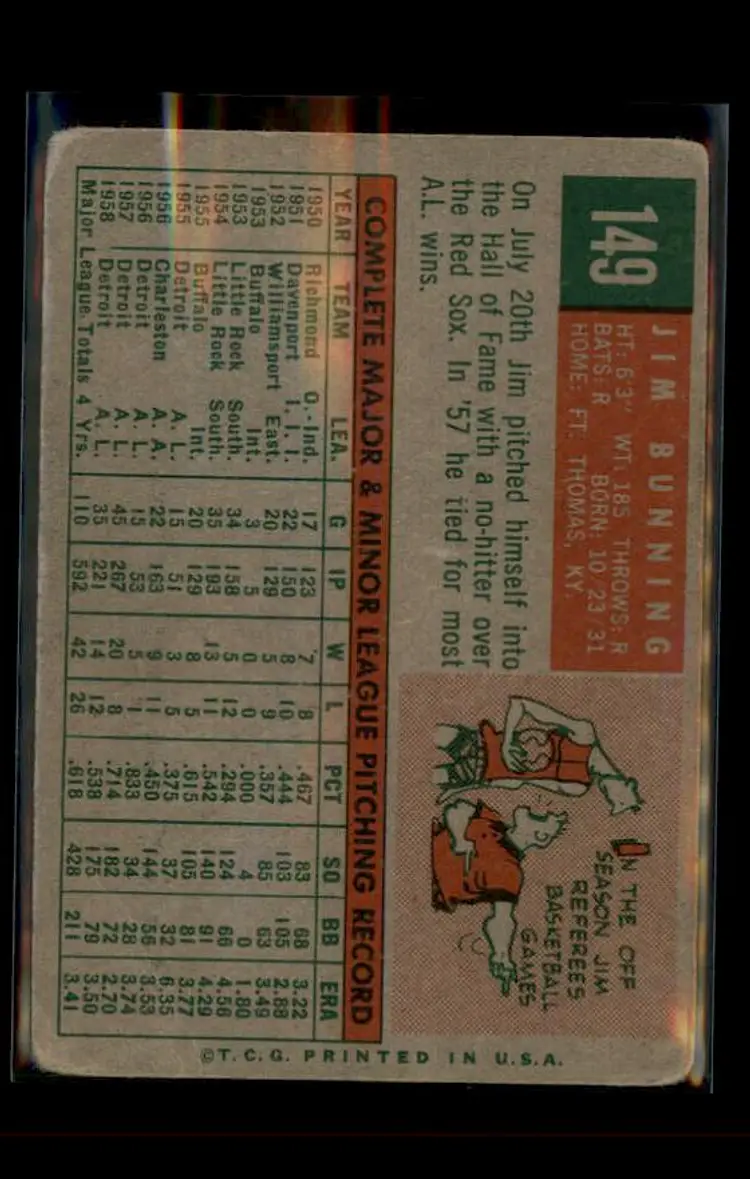 149
JIM BUNNING
HT: 6'3" WT: 185 THROWS: R
BATS: R BORN: 10/23/31
HOME: FT. THOMAS, KY.
On July 20th Jim pitched himself into
the Hall of Fame with a no-hitter over
the Red Sox. In '57 he tied for most
A.L. wins.
IN THE OFF
SEASON JIM
REFEREES
BASKETBALL
GAMES
COMPLETE MAJOR & MINOR LEAGUE PITCHING RECORD
YEAR TEAM LEA. G IP W L PCT SO BB ERA
1950 Richmond O.-Ind. 17 123 7 8 .467 83 68 3.22
1951 Davenport I. I. I. 22 150 8 10 .444 103 105 2.88
1952 Williamsport East. 20 129 5 9 .357 85 63 3.49
1953 Buffalo Int. 3 5 0 0 .000 4 0 1.80
1953 Little Rock South. 34 158 5 12 .294 124 66 4.56
1954 Little Rock South. 35 193 13 11 .542 140 91 4.29
1955 Buffalo Int. 20 129 8 5 .615 105 81 3.77
1955 Detroit A. L. 15 51 3 5 .375 37 32 6.35
1956 Charleston A. A. 22 163 9 11 .450 144 56 3.53
1956 Detroit A. L. 15 53 5 1 .833 34 28 3.74
1957 Detroit A. L. 45 267 20 8 .714 182 72 2.70
1958 Detroit A. L. 35 221 14 12 .538 175 79 3.50
Major League Totals 4 Yrs. 110 592 42 26 .618 428 211 3.41
©T.C.G. PRINTED IN U.S.A.